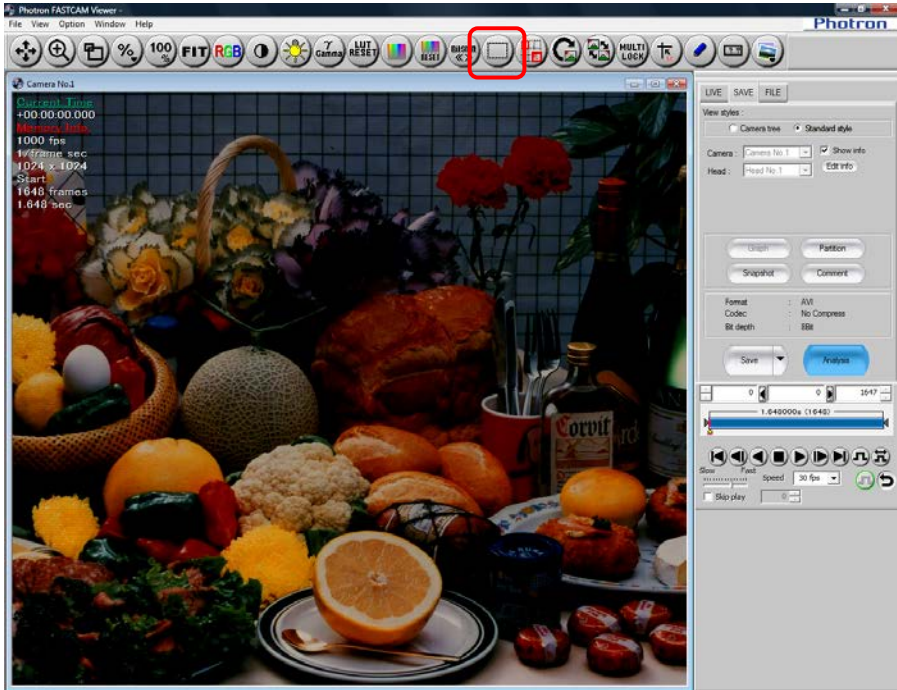 Photron FASTCAM Viewer -
File View Option Window Help
Photron
% 100 % FIT RGB γ Gamma LUT RESET RESET MULTI LOCK
Camera No.1
Current Time
+00:00:00.000
Memory Info.
1000 fps
1/frame sec
1024 x 1024
Start
1648 frames
1.648 sec
Corvit
LIVE SAVE FILE
View styles :
Camera tree Standard style
Camera : Camera No.1 Show info
Head : Head No.1 Edit info
Graph Partition
Snapshot Comment
Format : AVI
Codec : No Compress
Bit depth : 8Bit
Save Analysis
0 0 1647
1.648000s (1648)
Slow Fast Speed 30 fps
Skip play 0